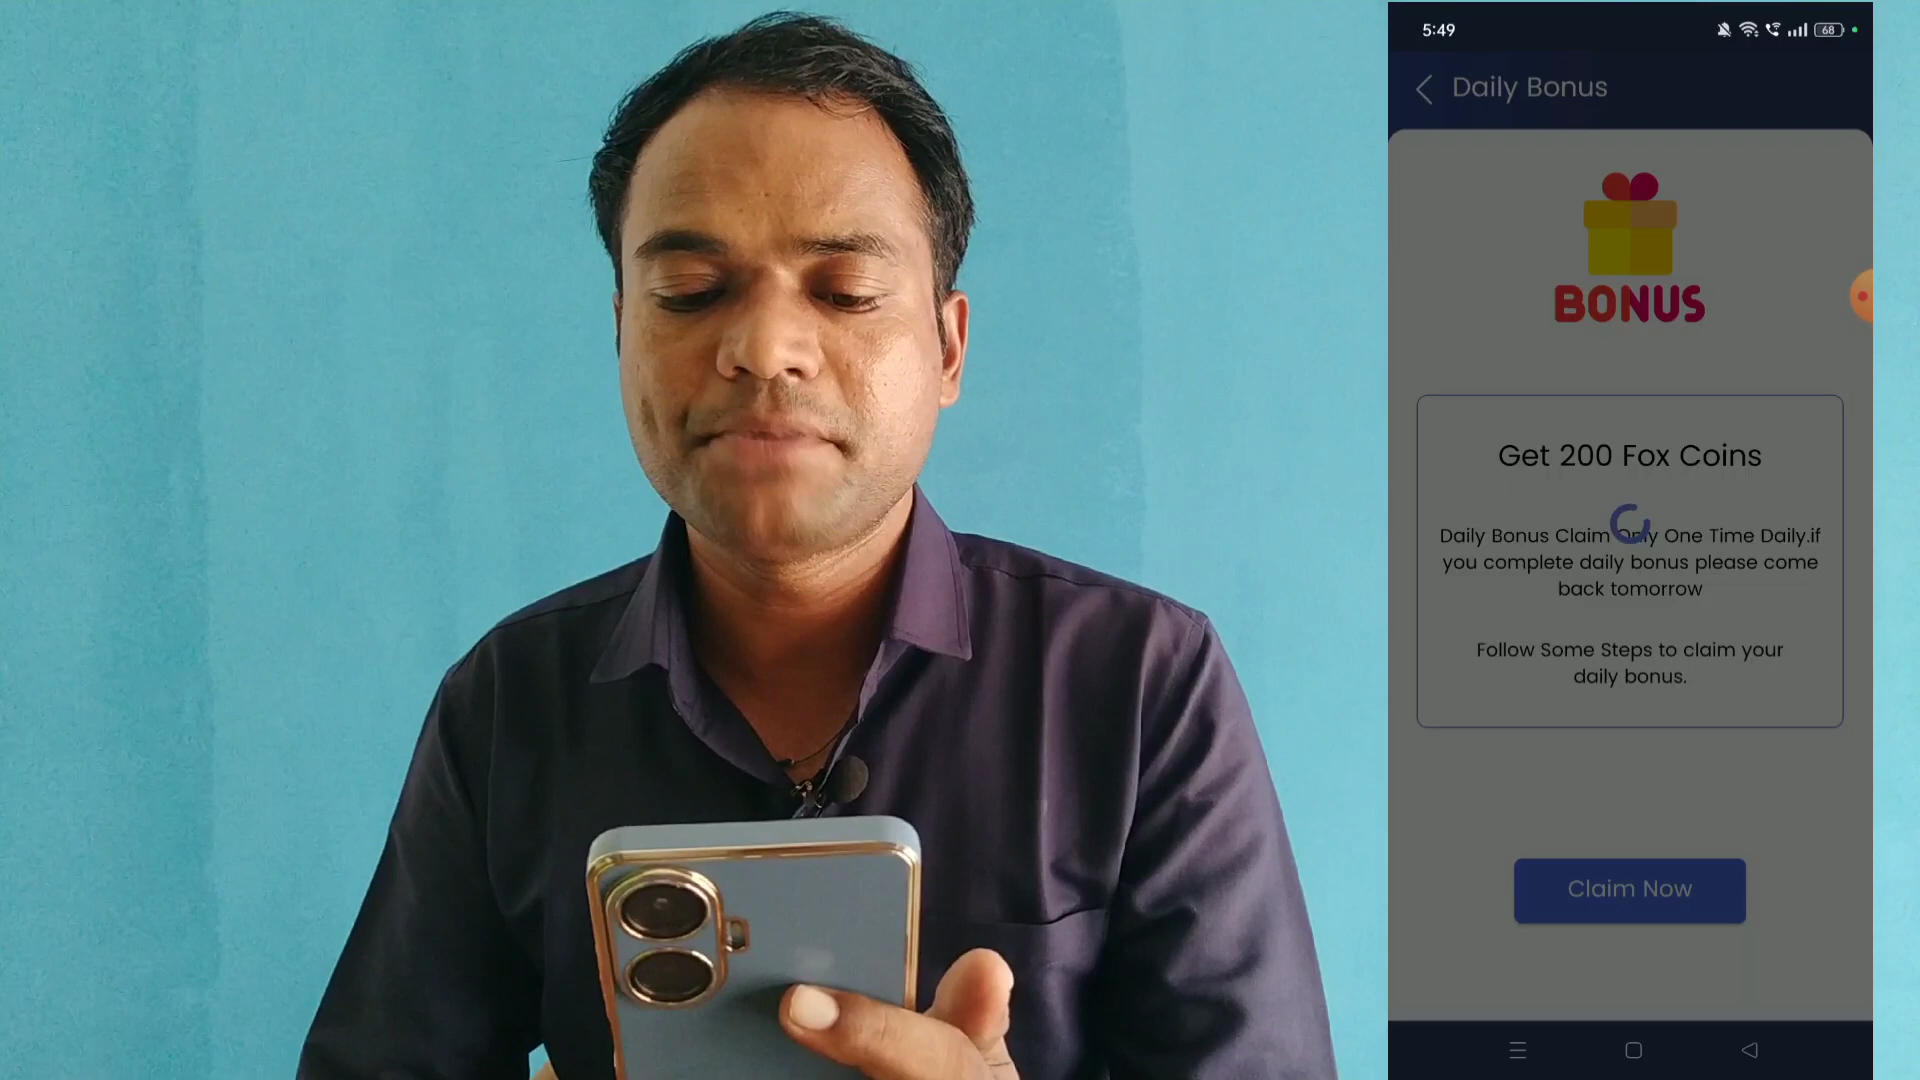 5:49
68
Daily Bonus
BONUS
Get 200 Fox Coins
Daily Bonus Claim Only One Time Daily.if
you complete daily bonus please come
back tomorrow
Follow Some Steps to claim your
daily bonus.
Claim Now